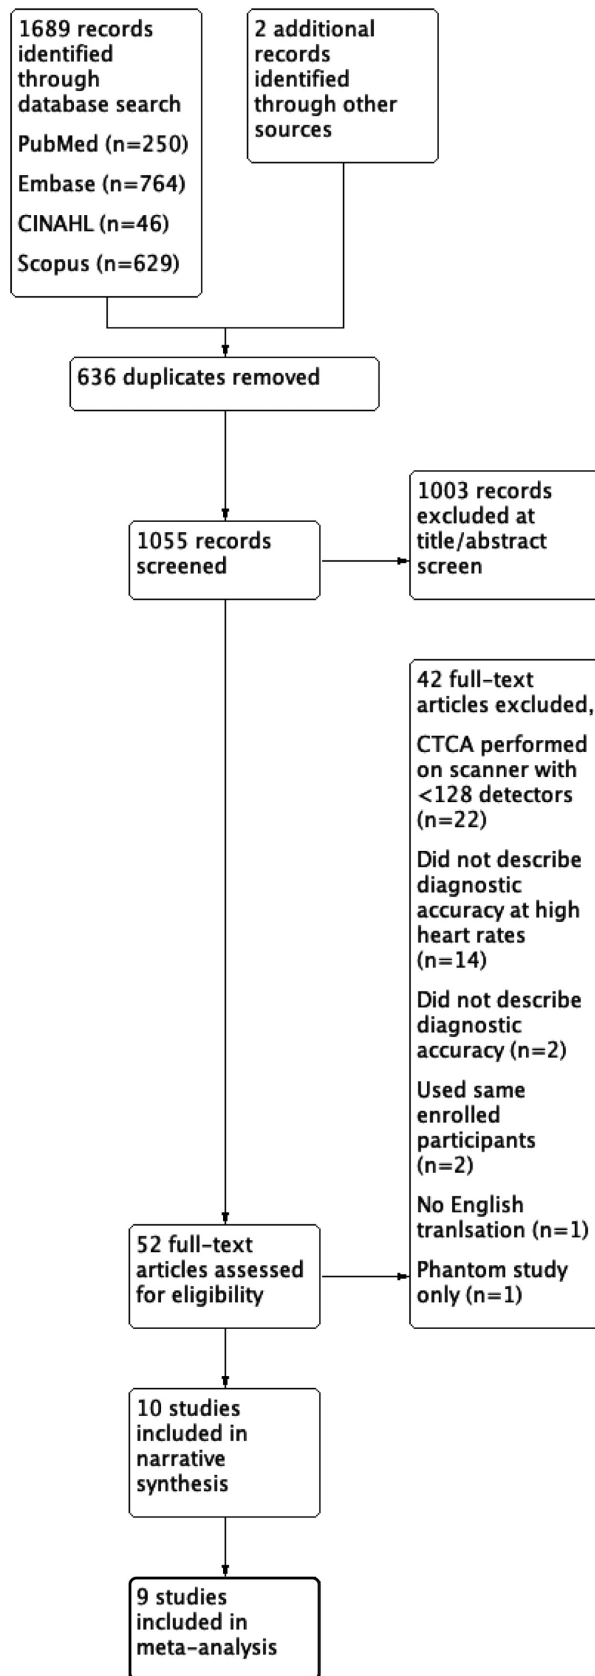 1689 records
identified
through
database search
PubMed (n=250)
Embase (n=764)
CINAHL (n=46)
Scopus (n=629)
2 additional
records
identified
through other
sources
636 duplicates removed
1055 records
screened
1003 records
excluded at
title/abstract
screen
42 full-text
articles excluded,
CTCA performed
on scanner with
<128 detectors
(n=22)
Did not describe
diagnostic
accuracy at high
heart rates
(n=14)
Did not describe
diagnostic
accuracy (n=2)
Used same
enrolled
participants
(n=2)
No English
tranlsation (n=1)
Phantom study
only (n=1)
52 full-text
articles assessed
for eligibility
10 studies
included in
narrative
synthesis
9 studies
included in
meta-analysis